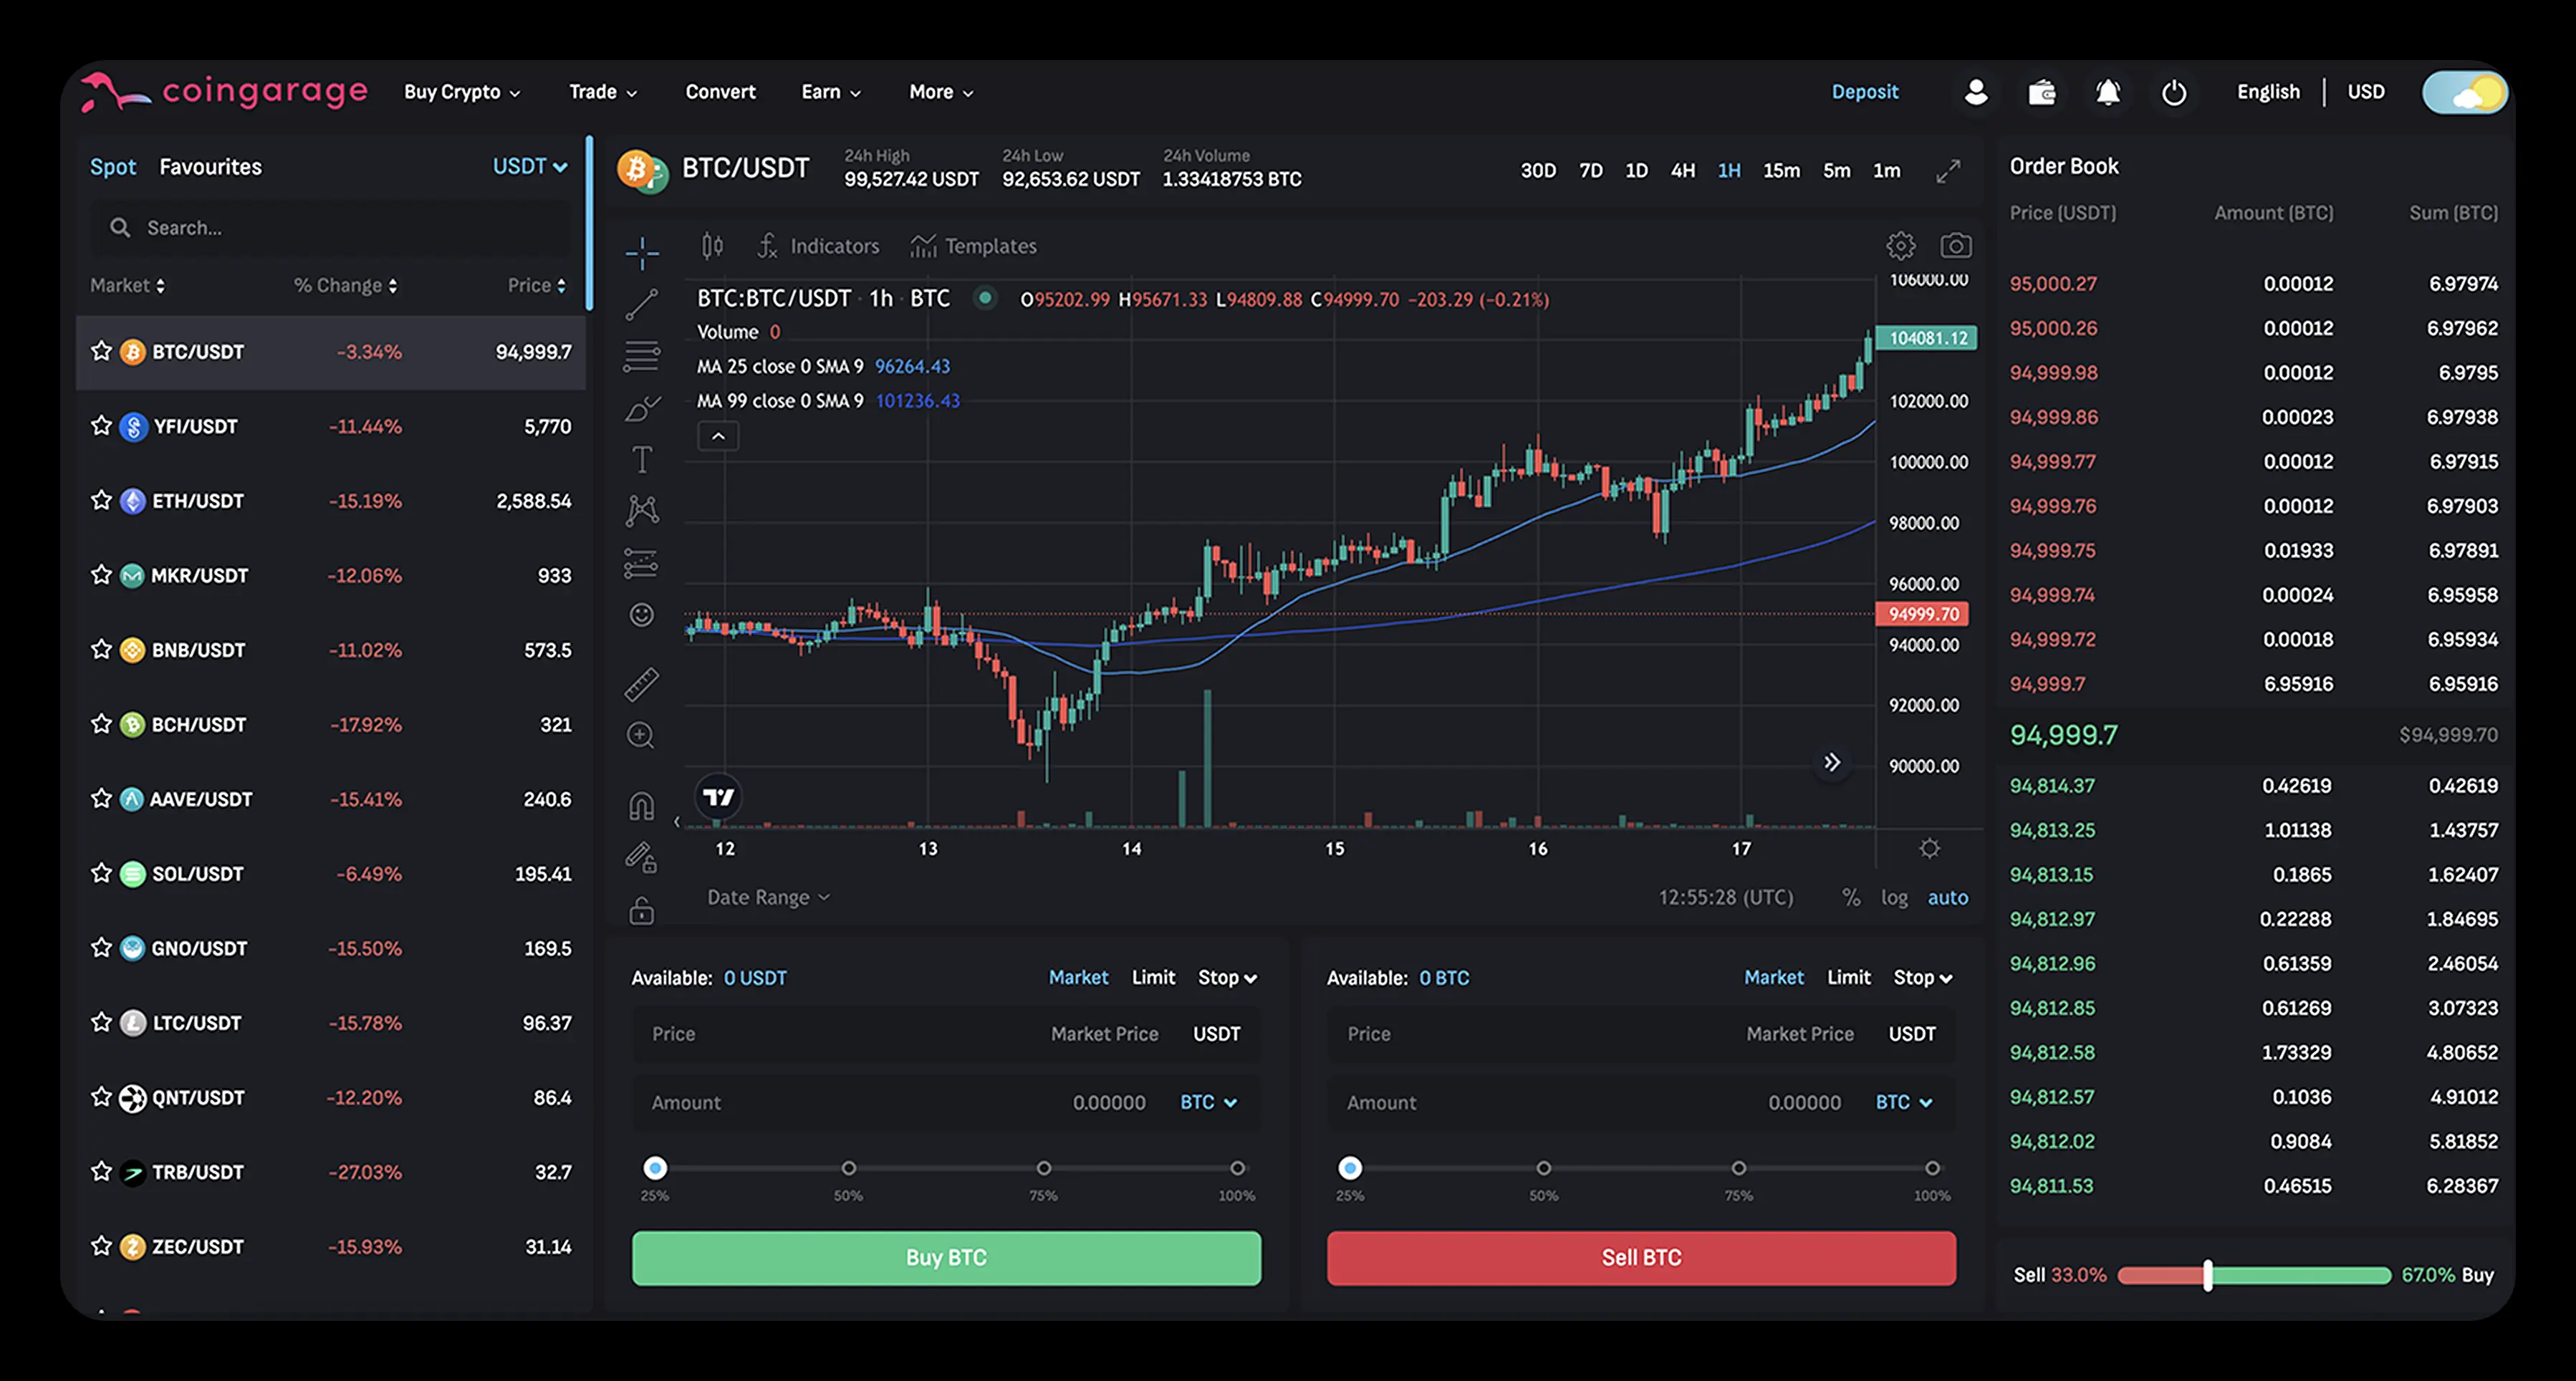 coingarage Buy Crypto Trade Convert Earn More Deposit English | USD
Spot Favourites USDT
Search...
Market % Change Price
BTC/USDT -3.34% 94,999.7
YFI/USDT -11.44% 5,770
ETH/USDT -15.19% 2,588.54
MKR/USDT -12.06% 933
BNB/USDT -11.02% 573.5
BCH/USDT -17.92% 321
AAVE/USDT -15.41% 240.6
SOL/USDT -6.49% 195.41
GNO/USDT -15.50% 169.5
LTC/USDT -15.78% 96.37
QNT/USDT -12.20% 86.4
TRB/USDT -27.03% 32.7
ZEC/USDT -15.93% 31.14
BTC/USDT
24h High 24h Low 24h Volume
99,527.42 USDT 92,653.62 USDT 1.33418753 BTC
30D 7D 1D 4H 1H 15m 5m 1m
Indicators Templates
BTC:BTC/USDT · 1h · BTC O95202.99 H95671.33 L94809.88 C94999.70 −203.29 (−0.21%)
Volume 0
MA 25 close 0 SMA 9 96264.43
MA 99 close 0 SMA 9 101236.43
106000.00
104081.12
102000.00
100000.00
98000.00
96000.00
94999.70
94000.00
92000.00
90000.00
12 13 14 15 16 17
Date Range 12:55:28 (UTC) % log auto
Available: 0 USDT Market Limit Stop
Price Market Price USDT
Amount 0.00000 BTC
25% 50% 75% 100%
Buy BTC
Available: 0 BTC Market Limit Stop
Price Market Price USDT
Amount 0.00000 BTC
25% 50% 75% 100%
Sell BTC
Order Book
Price (USDT) Amount (BTC) Sum (BTC)
95,000.27 0.00012 6.97974
95,000.26 0.00012 6.97962
94,999.98 0.00012 6.9795
94,999.86 0.00023 6.97938
94,999.77 0.00012 6.97915
94,999.76 0.00012 6.97903
94,999.75 0.01933 6.97891
94,999.74 0.00024 6.95958
94,999.72 0.00018 6.95934
94,999.7 6.95916 6.95916
94,999.7 $94,999.70
94,814.37 0.42619 0.42619
94,813.25 1.01138 1.43757
94,813.15 0.1865 1.62407
94,812.97 0.22288 1.84695
94,812.96 0.61359 2.46054
94,812.85 0.61269 3.07323
94,812.58 1.73329 4.80652
94,812.57 0.1036 4.91012
94,812.02 0.9084 5.81852
94,811.53 0.46515 6.28367
Sell 33.0% 67.0% Buy